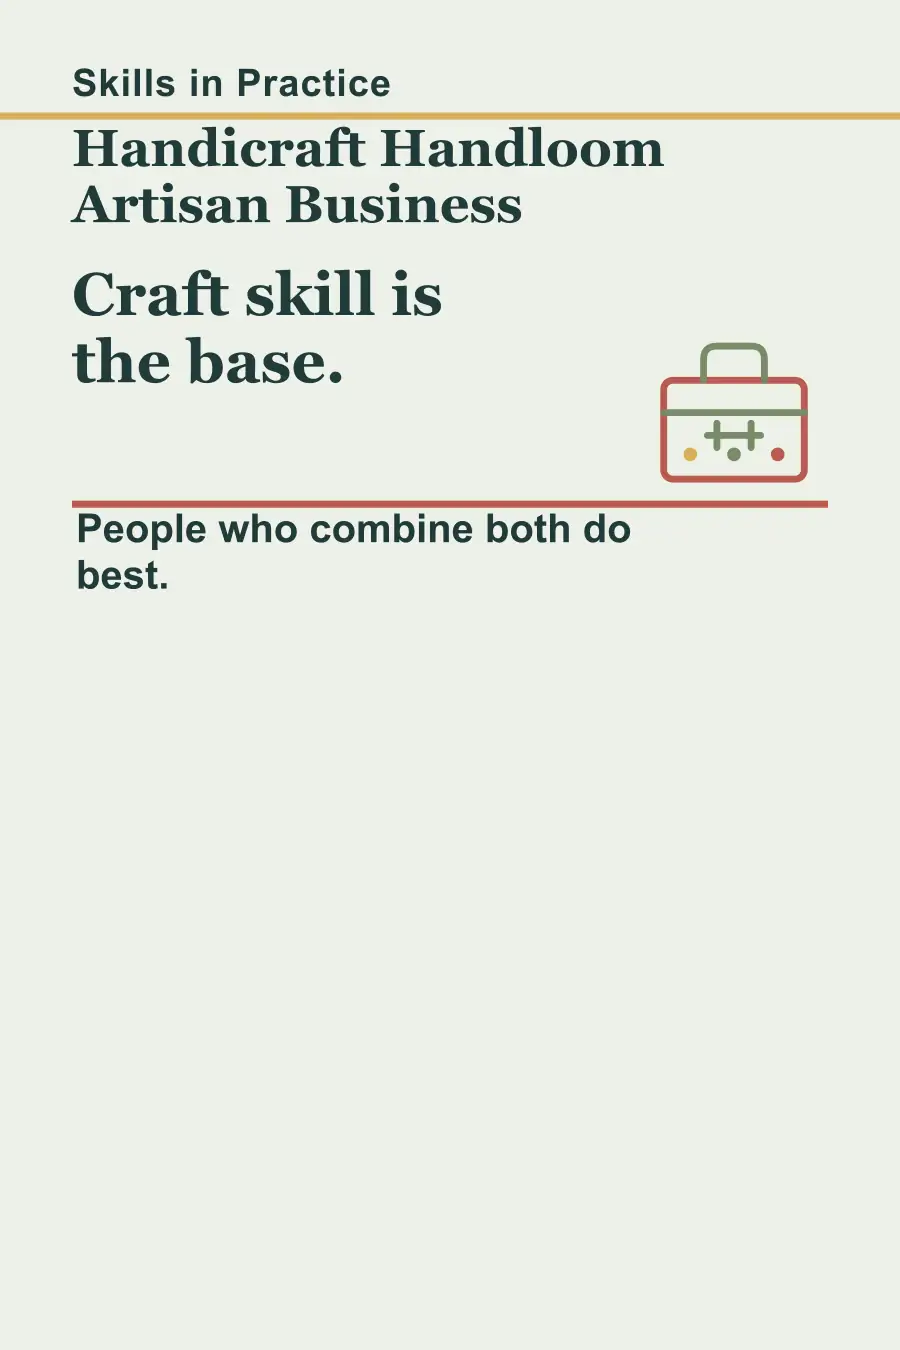 Skills in Practice
Handicraft Handloom
Artisan Business
Craft skill is
the base.
People who combine both do
best.